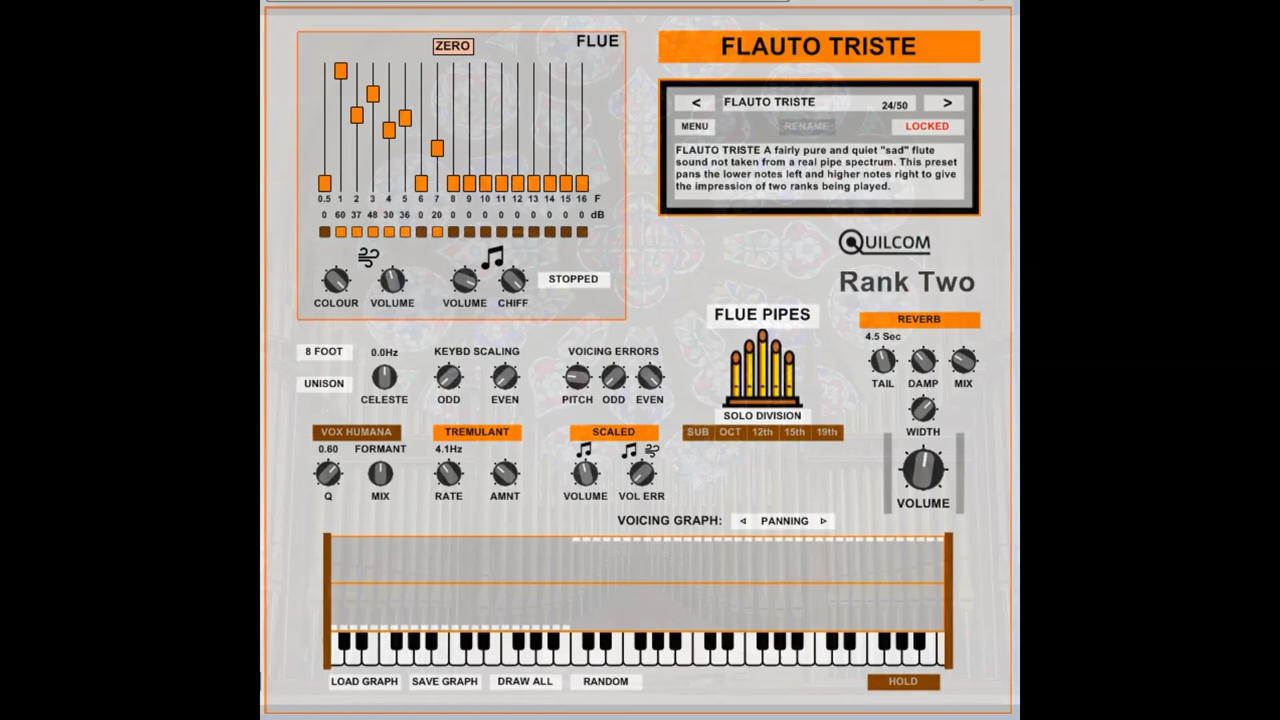 ZERO
FLUE
0.5 1 2 3 4 5 6 7 8 9 10 11 12 13 14 15 16 F
0 60 37 48 30 36 0 20 0 0 0 0 0 0 0 0 0 dB
COLOUR VOLUME VOLUME CHIFF
STOPPED
FLAUTO TRISTE
< FLAUTO TRISTE 24/50 >
MENU RENAME LOCKED
FLAUTO TRISTE A fairly pure and quiet "sad" flute
sound not taken from a real pipe spectrum. This preset
pans the lower notes left and higher notes right to give
the impression of two ranks being played.
QUILCOM
Rank Two
FLUE PIPES
SOLO DIVISION
SUB OCT 12th 15th 19th
REVERB
4.5 Sec
TAIL DAMP MIX
WIDTH
VOLUME
8 FOOT
UNISON
0.0Hz
CELESTE
KEYBD SCALING
ODD EVEN
VOICING ERRORS
PITCH ODD EVEN
VOX HUMANA
0.60 FORMANT
Q MIX
TREMULANT
4.1Hz
RATE AMNT
SCALED
VOLUME VOL ERR
VOICING GRAPH: PANNING
LOAD GRAPH SAVE GRAPH DRAW ALL RANDOM HOLD